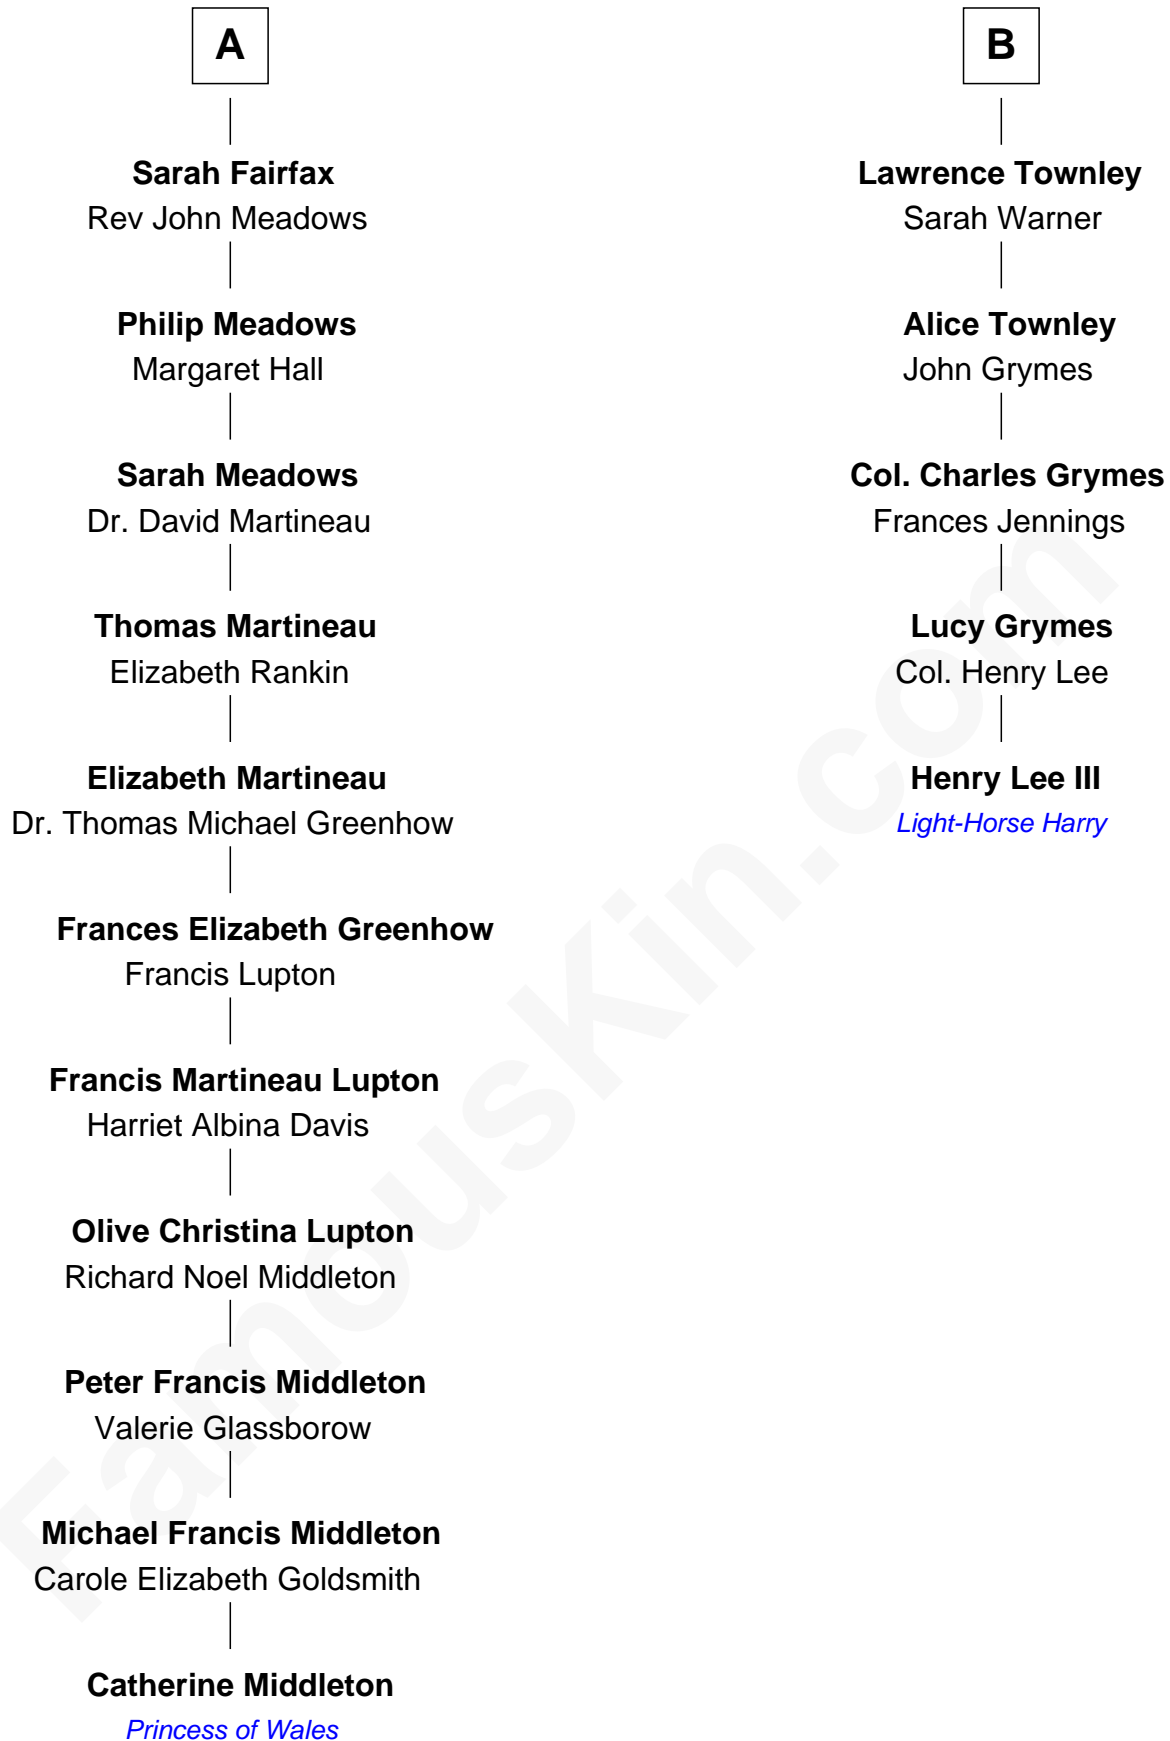 A
Sarah Fairfax
Rev John Meadows
Philip Meadows
Margaret Hall
Sarah Meadows
Dr. David Martineau
Thomas Martineau
Elizabeth Rankin
Elizabeth Martineau
Dr. Thomas Michael Greenhow
Frances Elizabeth Greenhow
Francis Lupton
Francis Martineau Lupton
Harriet Albina Davis
Olive Christina Lupton
Richard Noel Middleton
Peter Francis Middleton
Valerie Glassborow
Michael Francis Middleton
Carole Elizabeth Goldsmith
Catherine Middleton
Princess of Wales
B
Lawrence Townley
Sarah Warner
Alice Townley
John Grymes
Col. Charles Grymes
Frances Jennings
Lucy Grymes
Col. Henry Lee
Henry Lee III
Light-Horse Harry
FamousKin.com